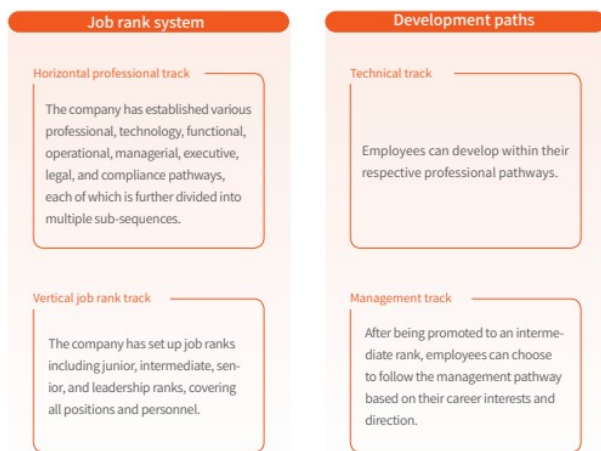 Job rank system
Horizontal professional track
The company has established various
professional, technology, functional,
operational, managerial, executive,
legal, and compliance pathways,
each of which is further divided into
multiple sub-sequences.
Vertical job rank track
The company has set up job ranks
including junior, intermediate, sen-
ior, and leadership ranks, covering
all positions and personnel.
Development paths
Technical track
Employees can develop within their
respective professional pathways.
Management track
After being promoted to an interme-
diate rank, employees can choose
to follow the management pathway
based on their career interests and
direction.